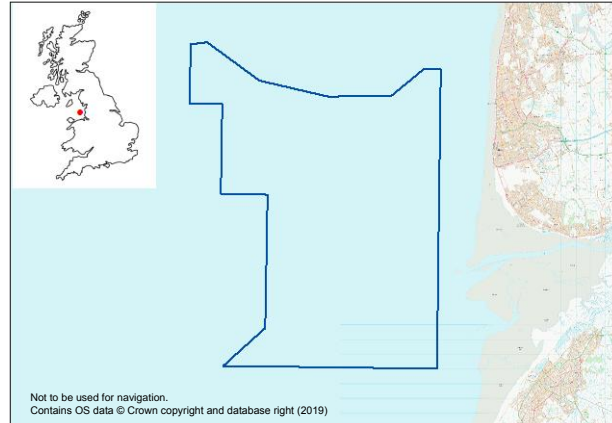 Not to be used for navigation.
Contains OS data © Crown copyright and database right (2019)